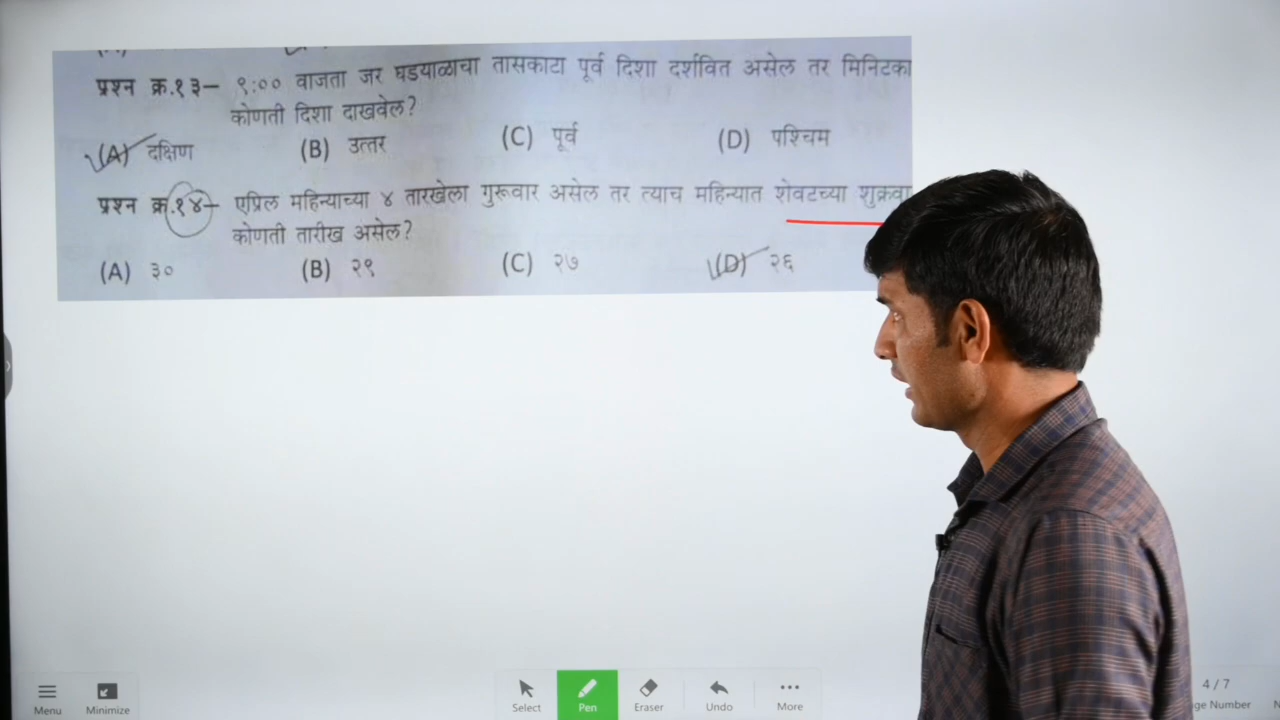 प्रश्न क्र.१३– ९:०० वाजता जर घडयाळाचा तासकाटा पूर्व दिशा दर्शवित असेल तर मिनिटका
कोणती दिशा दाखवेल?
(A) दक्षिण (B) उत्तर (C) पूर्व (D) पश्चिम
प्रश्न क्र.१४– एप्रिल महिन्याच्या ४ तारखेला गुरूवार असेल तर त्याच महिन्यात शेवटच्या शुक्रवा
कोणती तारीख असेल?
(A) ३० (B) २९ (C) २७ (D) २६
Menu Minimize Select Pen Eraser Undo More
4 / 7
ge Number